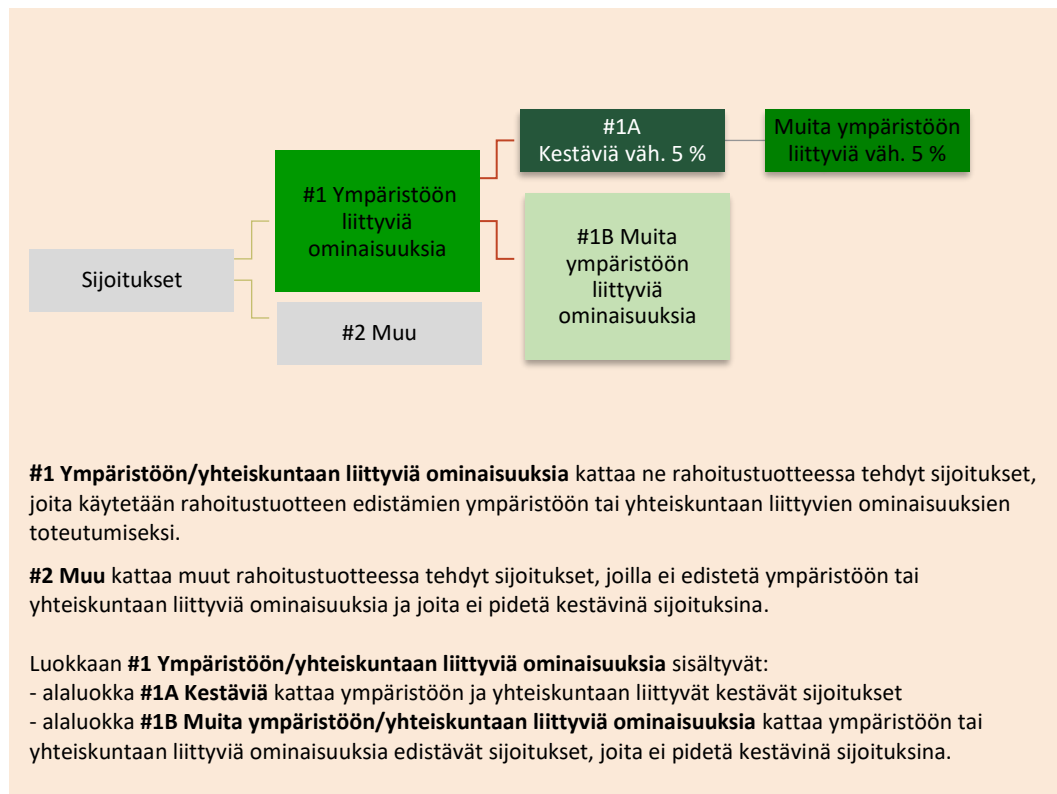 #1A
Kestäviä väh. 5 %
Muita ympäristöön
liittyviä väh. 5 %
#1 Ympäristöön
liittyviä
ominaisuuksia
#1B Muita
ympäristöön
liittyviä
ominaisuuksia
Sijoitukset
#2 Muu
#1 Ympäristöön/yhteiskuntaan liittyviä ominaisuuksia kattaa ne rahoitustuotteessa tehdyt sijoitukset,
joita käytetään rahoitustuotteen edistämien ympäristöön tai yhteiskuntaan liittyvien ominaisuuksien
toteutumiseksi.
#2 Muu kattaa muut rahoitustuotteessa tehdyt sijoitukset, joilla ei edistetä ympäristöön tai
yhteiskuntaan liittyviä ominaisuuksia ja joita ei pidetä kestävinä sijoituksina.
Luokkaan #1 Ympäristöön/yhteiskuntaan liittyviä ominaisuuksia sisältyvät:
- alaluokka #1A Kestäviä kattaa ympäristöön ja yhteiskuntaan liittyvät kestävät sijoitukset
- alaluokka #1B Muita ympäristöön/yhteiskuntaan liittyviä ominaisuuksia kattaa ympäristöön tai
yhteiskuntaan liittyviä ominaisuuksia edistävät sijoitukset, joita ei pidetä kestävinä sijoituksina.